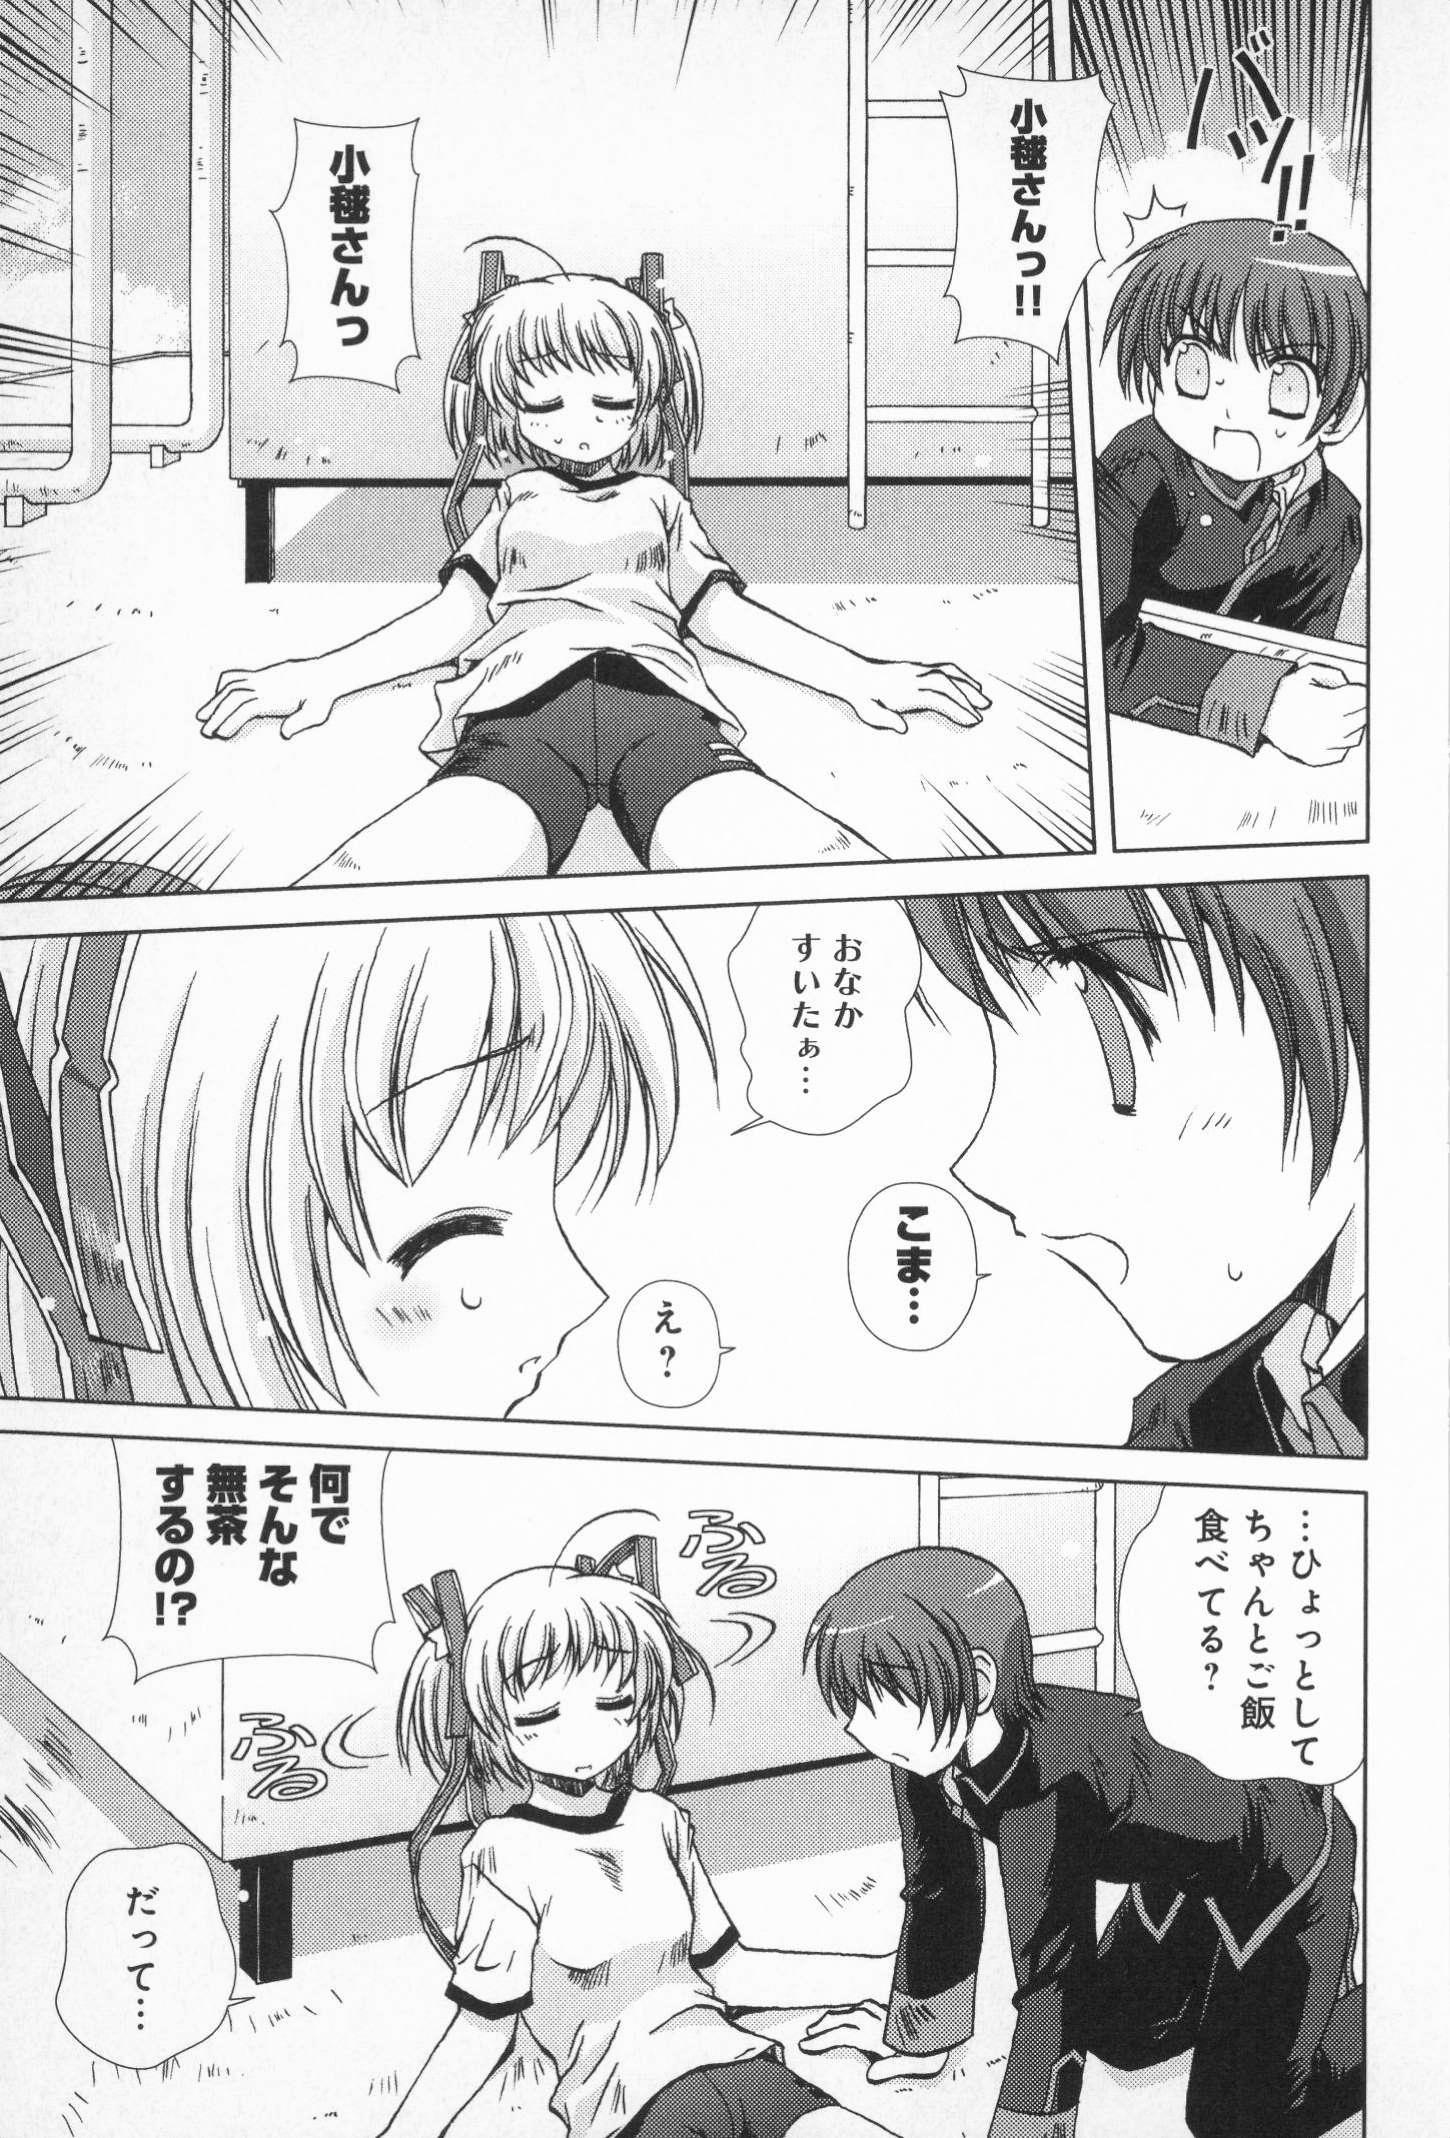 バッ!!
小毬さんっ!!
小毬さんっ
おなか
すいたぁ…
こま…
え?
…ひょっとして
ちゃんとご飯
食べてる?
ふるっ
ふるっ
何で
そんな
無茶
するの!?
だって…